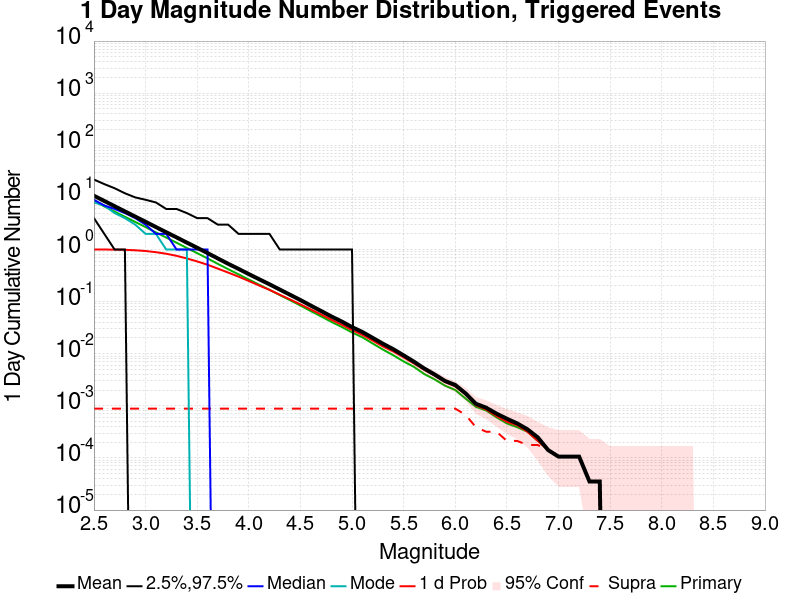 1 Day Magnitude Number Distribution, Triggered Events
1 Day Cumulative Number
10^4
10^3
10^2
10^1
10^0
10^-1
10^-2
10^-3
10^-4
10^-5
2.5 3.0 3.5 4.0 4.5 5.0 5.5 6.0 6.5 7.0 7.5 8.0 8.5 9.0
Magnitude
Mean 2.5%,97.5% Median Mode 1 d Prob 95% Conf Supra Primary